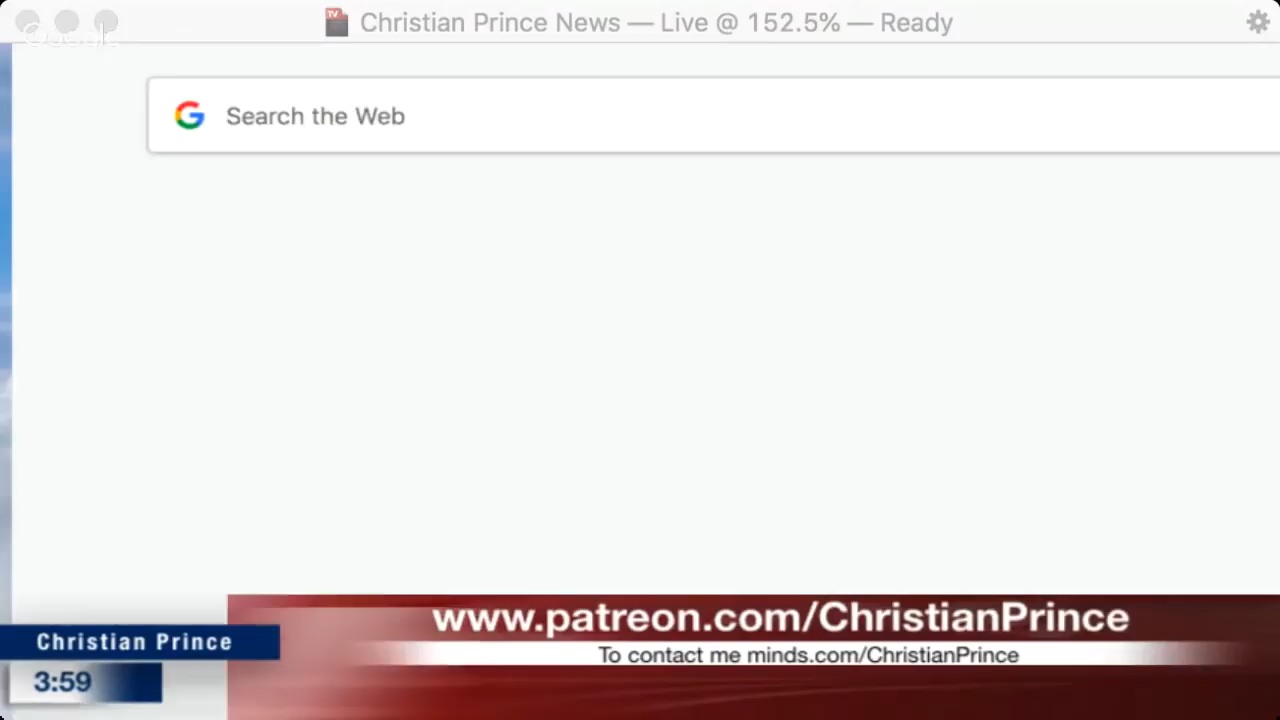 Christian Prince News — Live @ 152.5% — Ready
TV
Search the Web
www.patreon.com/ChristianPrince
To contact me minds.com/ChristianPrince
Christian Prince
3:59